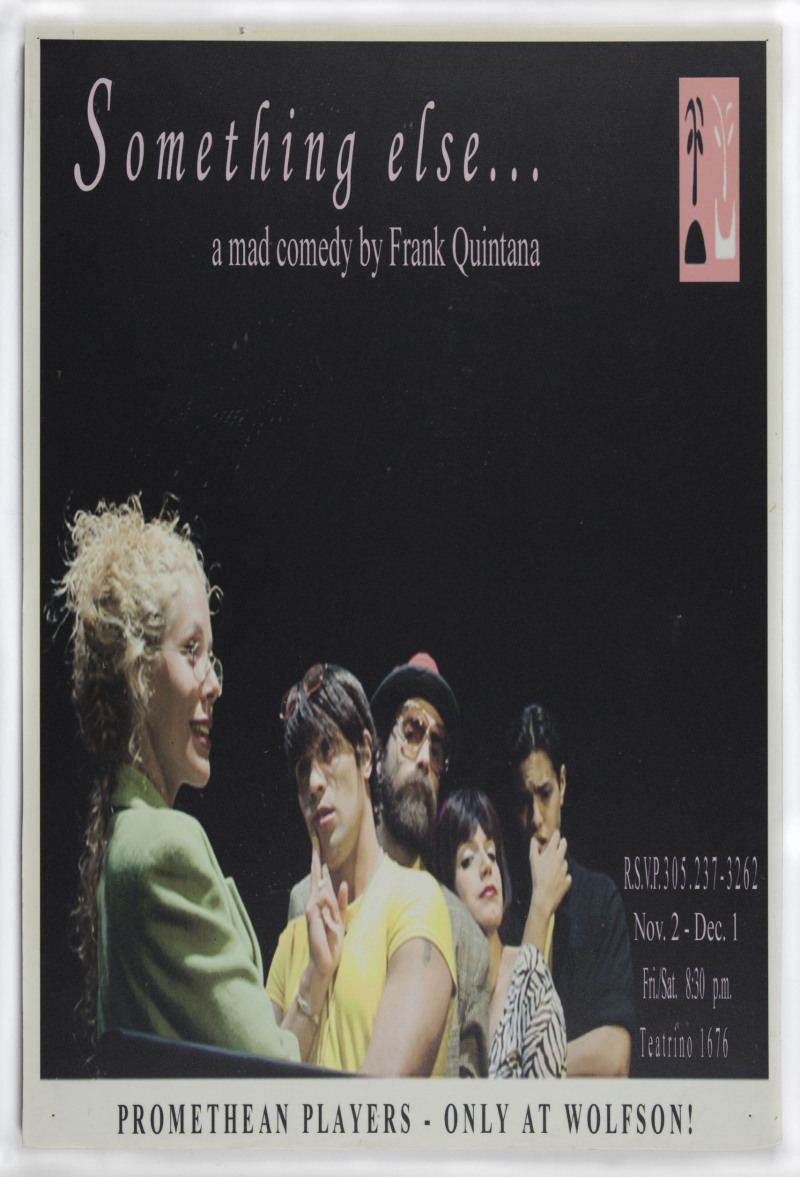 Something else...
a mad comedy by Frank Quintana
R.S.V.P.305.237-3262
Nov. 2 - Dec. 1
Fri./Sat. 8:30 p.m.
Teatrino 1676
PROMETHEAN PLAYERS - ONLY AT WOLFSON!